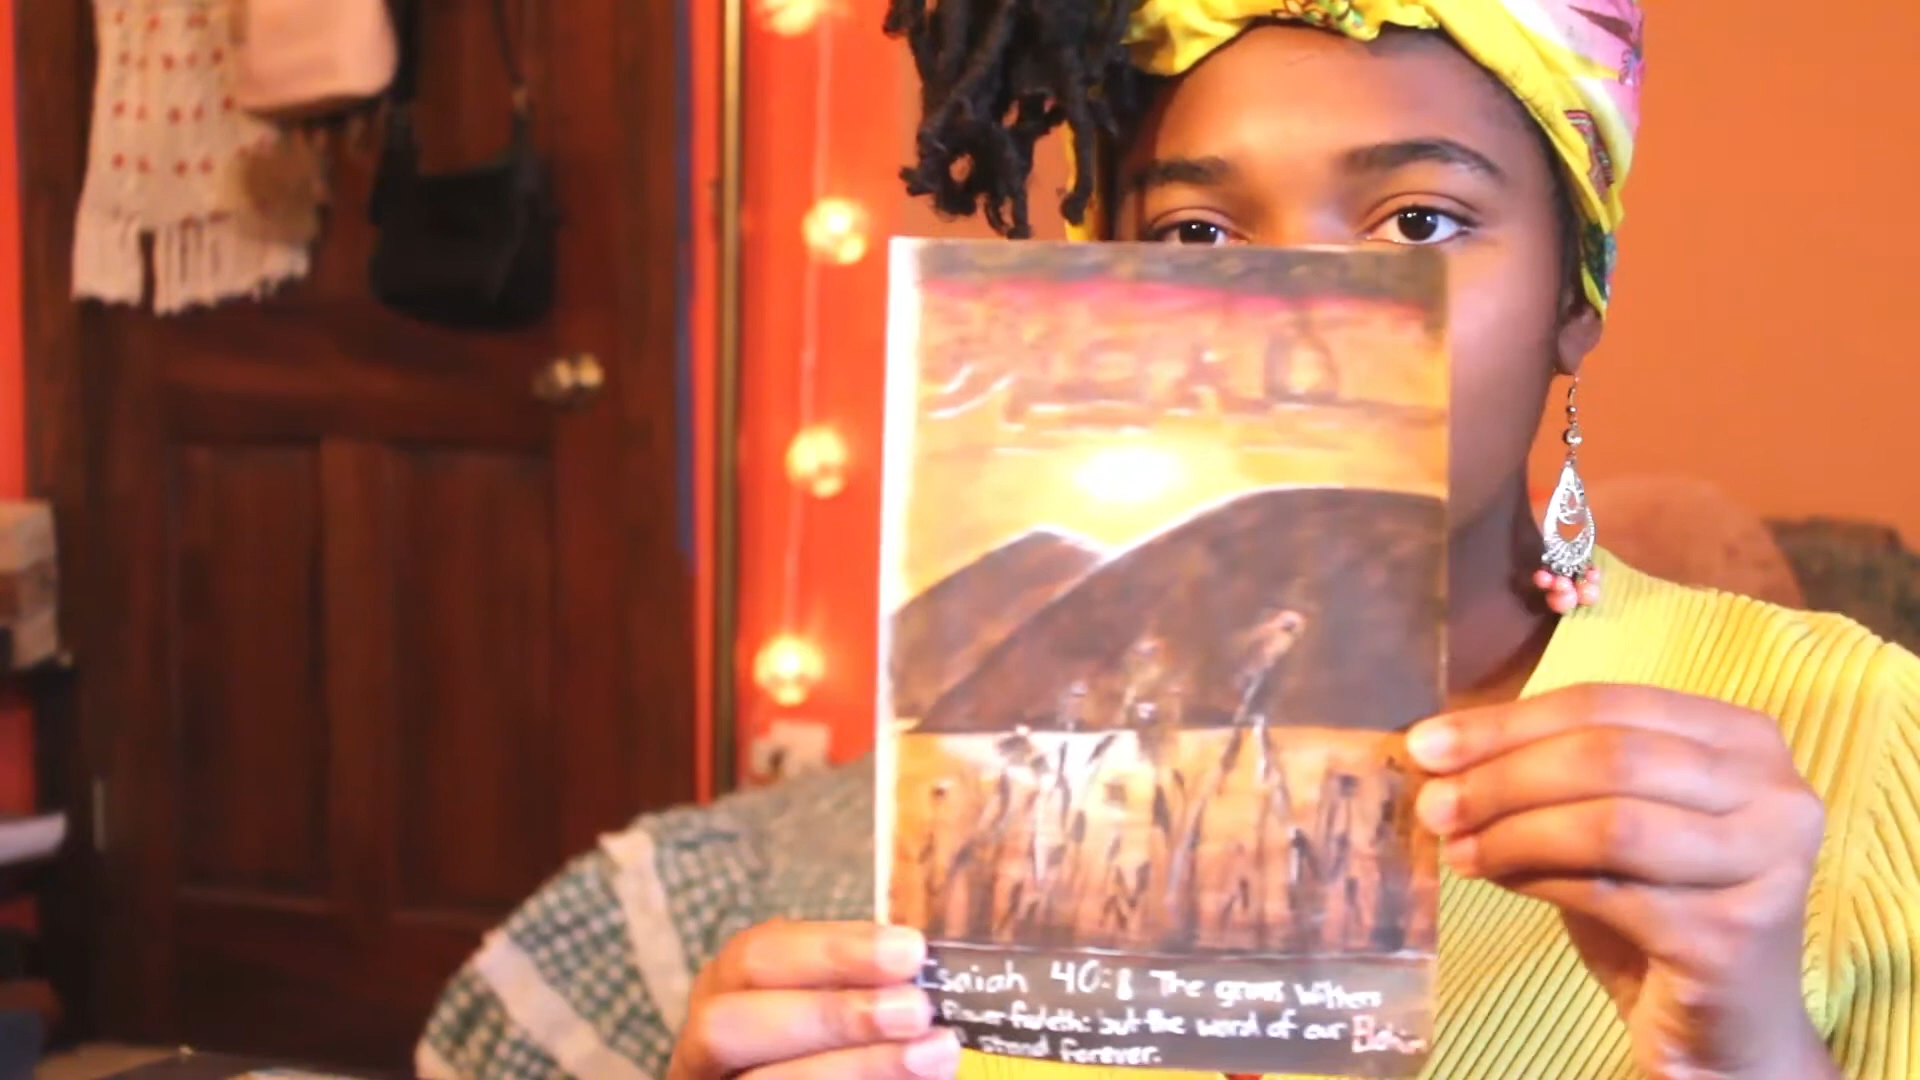 Isaiah 40:8 The grass withers
flower fadeth: but the word of our Elohim
stand forever.